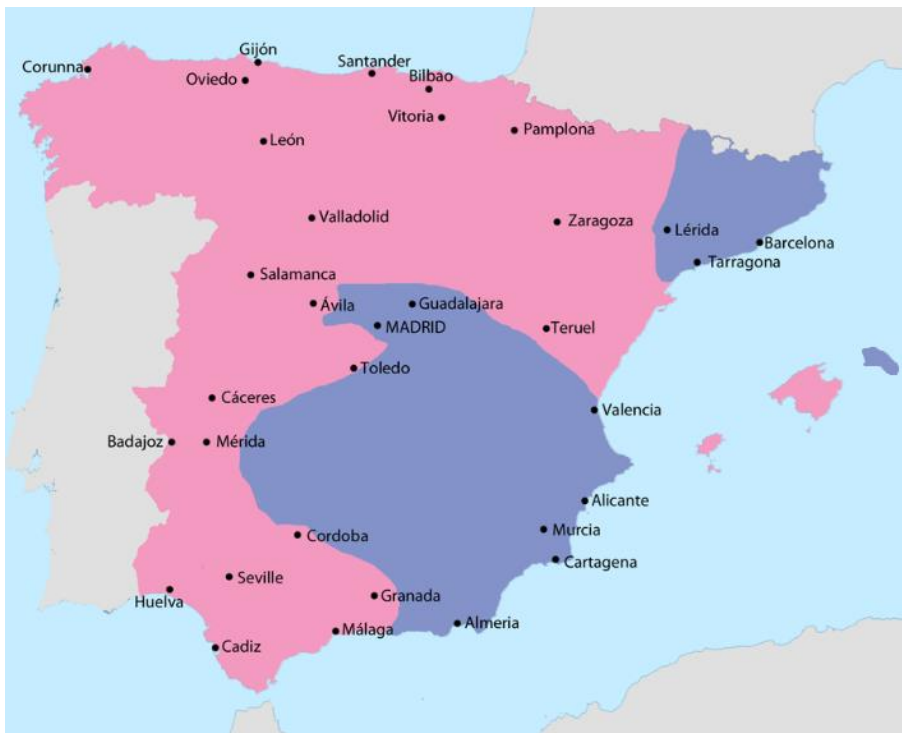 Gijón
Corunna
Santander
Oviedo
Bilbao
Vitoria
Pamplona
León
Valladolid
Zaragoza
Lérida
Barcelona
Tarragona
Salamanca
Ávila
Guadalajara
MADRID
Teruel
Toledo
Cáceres
Valencia
Badajoz
Mérida
Alicante
Murcia
Cordoba
Cartagena
Seville
Huelva
Granada
Almeria
Málaga
Cadiz